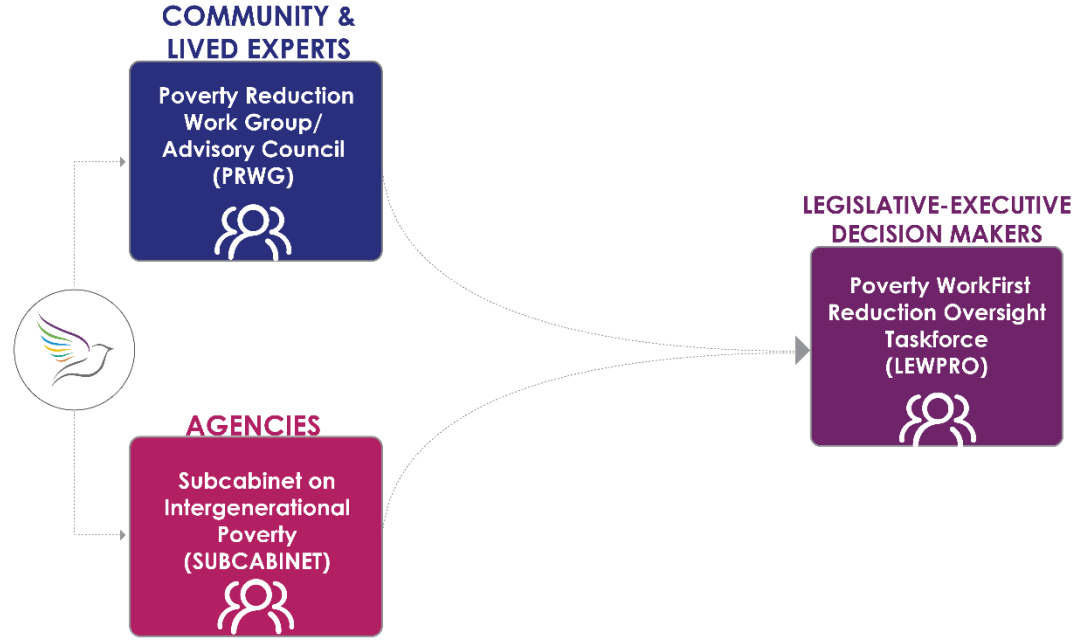 COMMUNITY &
LIVED EXPERTS
Poverty Reduction
Work Group/
Advisory Council
(PRWG)
AGENCIES
Subcabinet on
Intergenerational
Poverty
(SUBCABINET)
LEGISLATIVE-EXECUTIVE
DECISION MAKERS
Poverty WorkFirst
Reduction Oversight
Taskforce
(LEWPRO)